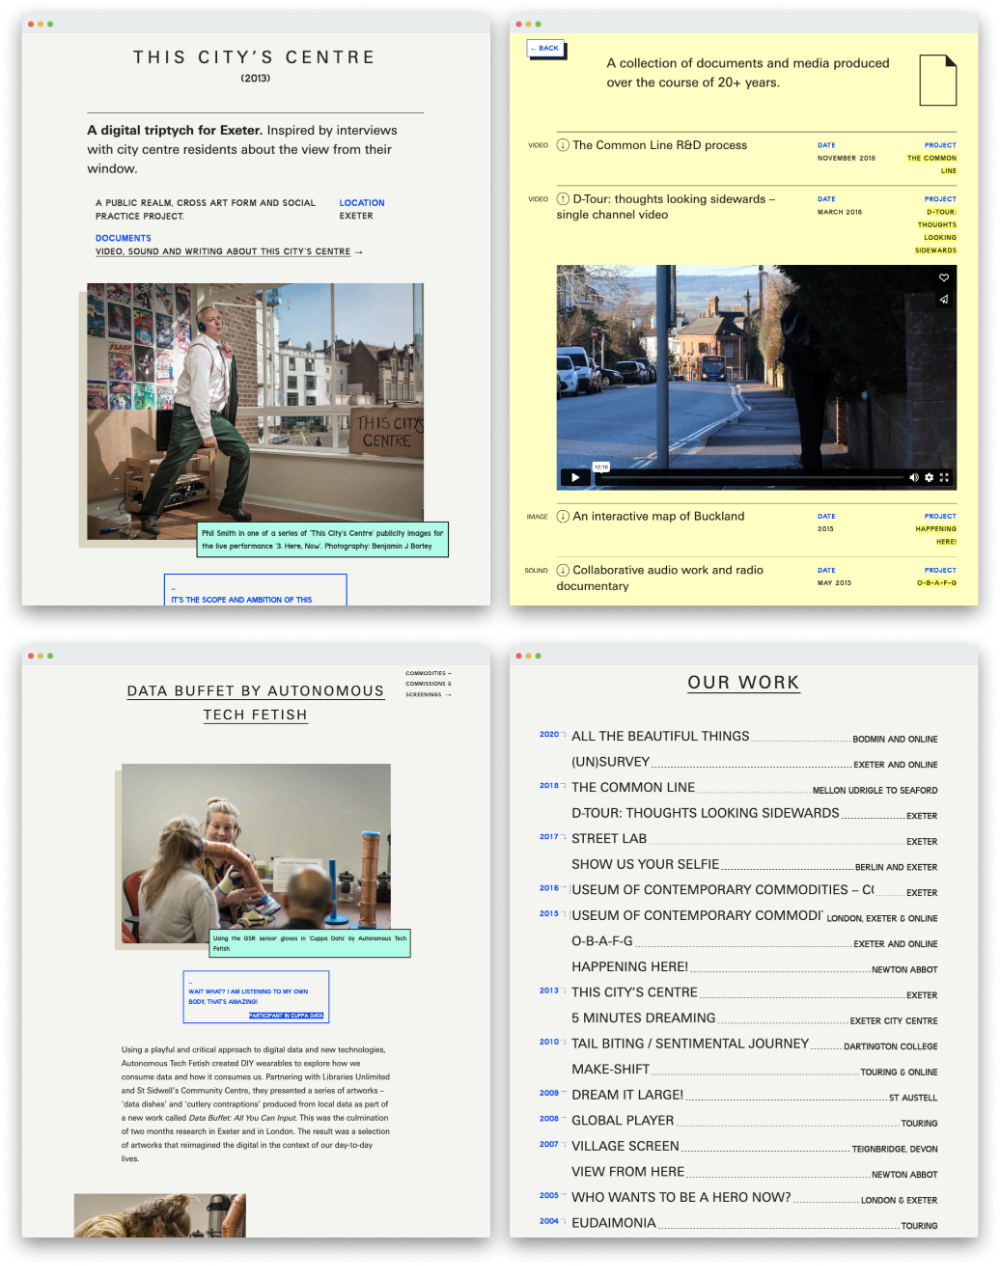 THIS CITY'S CENTRE
(2013)
A digital triptych for Exeter. Inspired by interviews
with city centre residents about the view from their
window.
A PUBLIC REALM, CROSS ART FORM AND SOCIAL
PRACTICE PROJECT.
LOCATION
EXETER
DOCUMENTS
VIDEO, SOUND AND WRITING ABOUT THIS CITY'S CENTRE →
THIS CITY'S
CENTRE
Phil Smith in one of a series of 'This City's Centre' publicity images for
the live performance '3. Here, Now'. Photography: Benjamin J Borley
–
IT'S THE SCOPE AND AMBITION OF THIS
← BACK
A collection of documents and media produced
over the course of 20+ years.
VIDEO ↓ The Common Line R&D process
DATE
NOVEMBER 2018
PROJECT
THE COMMON
LINE
VIDEO ↑ D-Tour: thoughts looking sidewards –
single channel video
DATE
MARCH 2018
PROJECT
D-TOUR:
THOUGHTS
LOOKING
SIDEWARDS
12:10
IMAGE ↓ An interactive map of Buckland
DATE
2015
PROJECT
HAPPENING
HERE!
SOUND ↓ Collaborative audio work and radio
documentary
DATE
MAY 2015
PROJECT
O-B-A-F-G
COMMODITIES –
COMMISSIONS &
SCREENINGS →
DATA BUFFET BY AUTONOMOUS
TECH FETISH
Using the GSR sensor gloves in 'Cuppa Data' by Autonomous Tech
Fetish
–
WAIT WHAT? I AM LISTENING TO MY OWN
BODY, THAT'S AMAZING!
PARTICIPANT IN CUPPA DATA
Using a playful and critical approach to digital data and new technologies,
Autonomous Tech Fetish created DIY wearables to explore how we
consume data and how it consumes us. Partnering with Libraries Unlimited
and St Sidwell's Community Centre, they presented a series of artworks –
'data dishes' and 'cutlery contraptions' produced from local data as part of
a new work called Data Buffet: All You Can Input. This was the culmination
of two months research in Exeter and in London. The result was a selection
of artworks that reimagined the digital in the context of our day-to-day
lives.
OUR WORK
2020 ALL THE BEAUTIFUL THINGS BODMIN AND ONLINE
(UN)SURVEY EXETER AND ONLINE
2018 THE COMMON LINE MELLON UDRIGLE TO SEAFORD
D-TOUR: THOUGHTS LOOKING SIDEWARDS EXETER
2017 STREET LAB EXETER
SHOW US YOUR SELFIE BERLIN AND EXETER
2016 USEUM OF CONTEMPORARY COMMODITIES – CO EXETER
2015 USEUM OF CONTEMPORARY COMMODI LONDON, EXETER & ONLINE
O-B-A-F-G EXETER AND ONLINE
HAPPENING HERE! NEWTON ABBOT
2013 THIS CITY'S CENTRE EXETER
5 MINUTES DREAMING EXETER CITY CENTRE
2010 TAIL BITING / SENTIMENTAL JOURNEY DARTINGTON COLLEGE
MAKE-SHIFT TOURING & ONLINE
2009 DREAM IT LARGE! ST AUSTELL
2008 GLOBAL PLAYER TOURING
2007 VILLAGE SCREEN TEIGNBRIDGE, DEVON
VIEW FROM HERE NEWTON ABBOT
2005 WHO WANTS TO BE A HERO NOW? LONDON & EXETER
2004 EUDAIMONIA TOURING